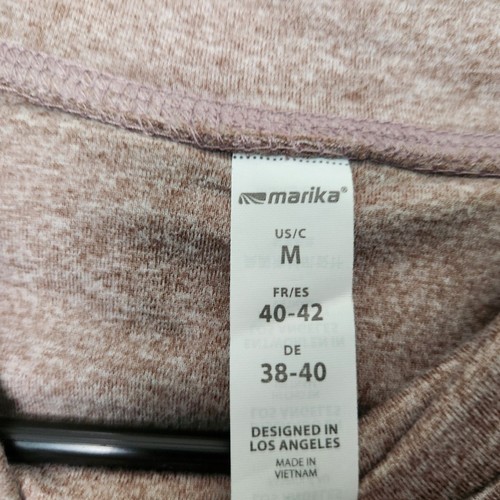 marika®
US/C
M
FR/ES
40-42
DE
38-40
DESIGNED IN
LOS ANGELES
MADE IN
VIETNAM